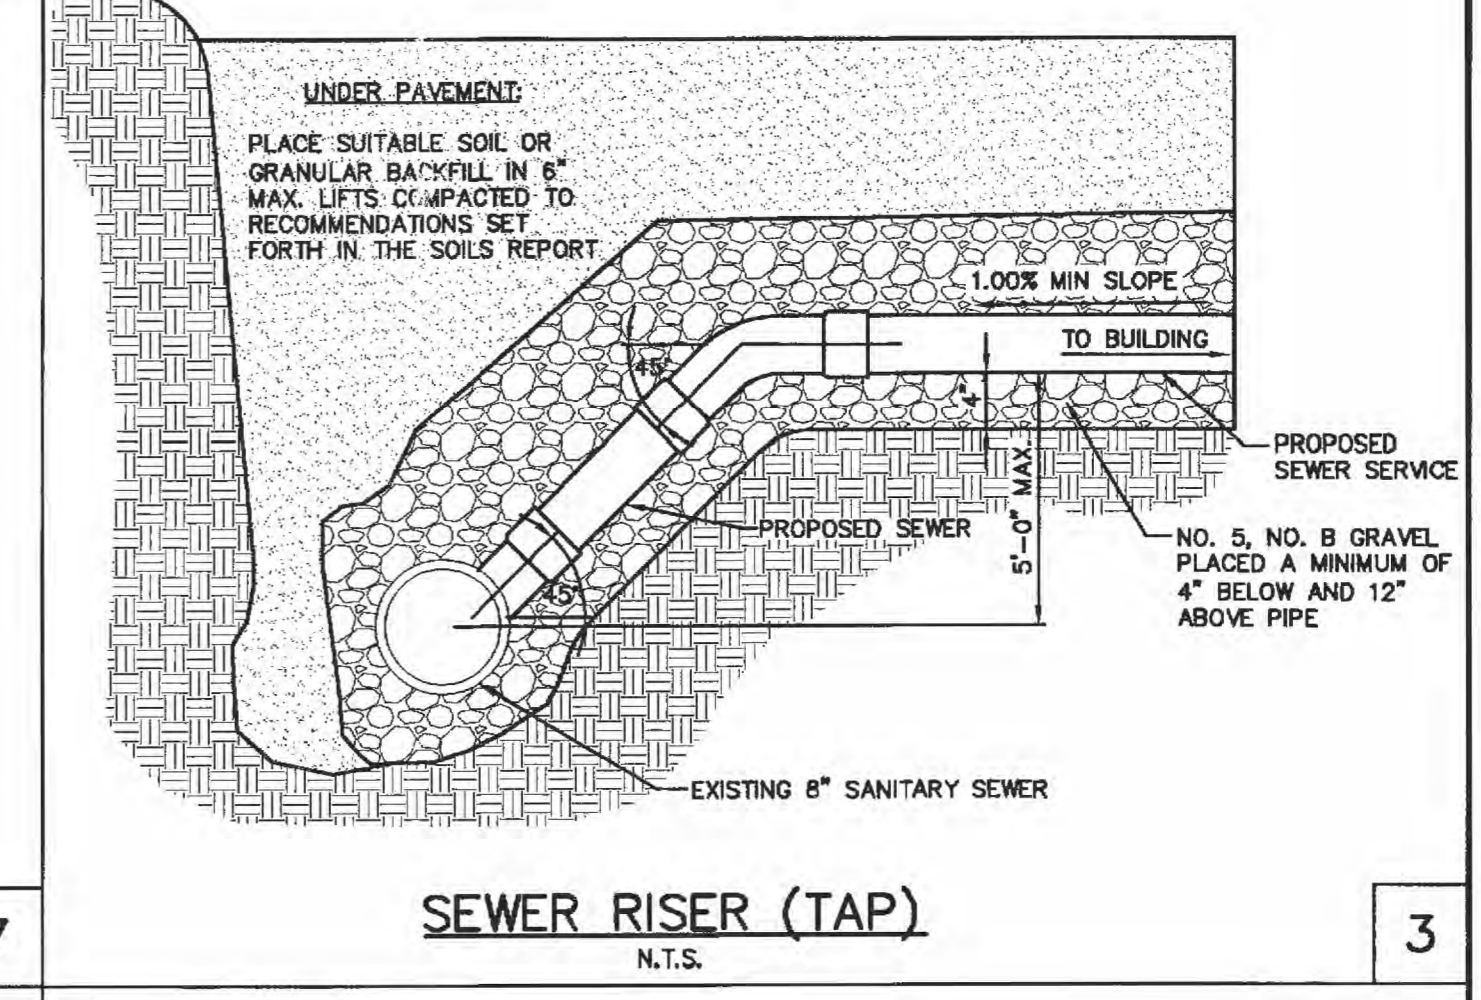 UNDER PAVEMENT:
PLACE SUITABLE SOIL OR
GRANULAR BACKFILL IN 6"
MAX. LIFTS COMPACTED TO
RECOMMENDATIONS SET
FORTH IN THE SOILS REPORT
1.00% MIN SLOPE
TO BUILDING
45°
4"
5'-0" MAX.
PROPOSED
SEWER SERVICE
PROPOSED SEWER
NO. 5, NO. 8 GRAVEL
PLACED A MINIMUM OF
4" BELOW AND 12"
ABOVE PIPE
45°
EXISTING 8" SANITARY SEWER
SEWER RISER (TAP)
N.T.S.
3